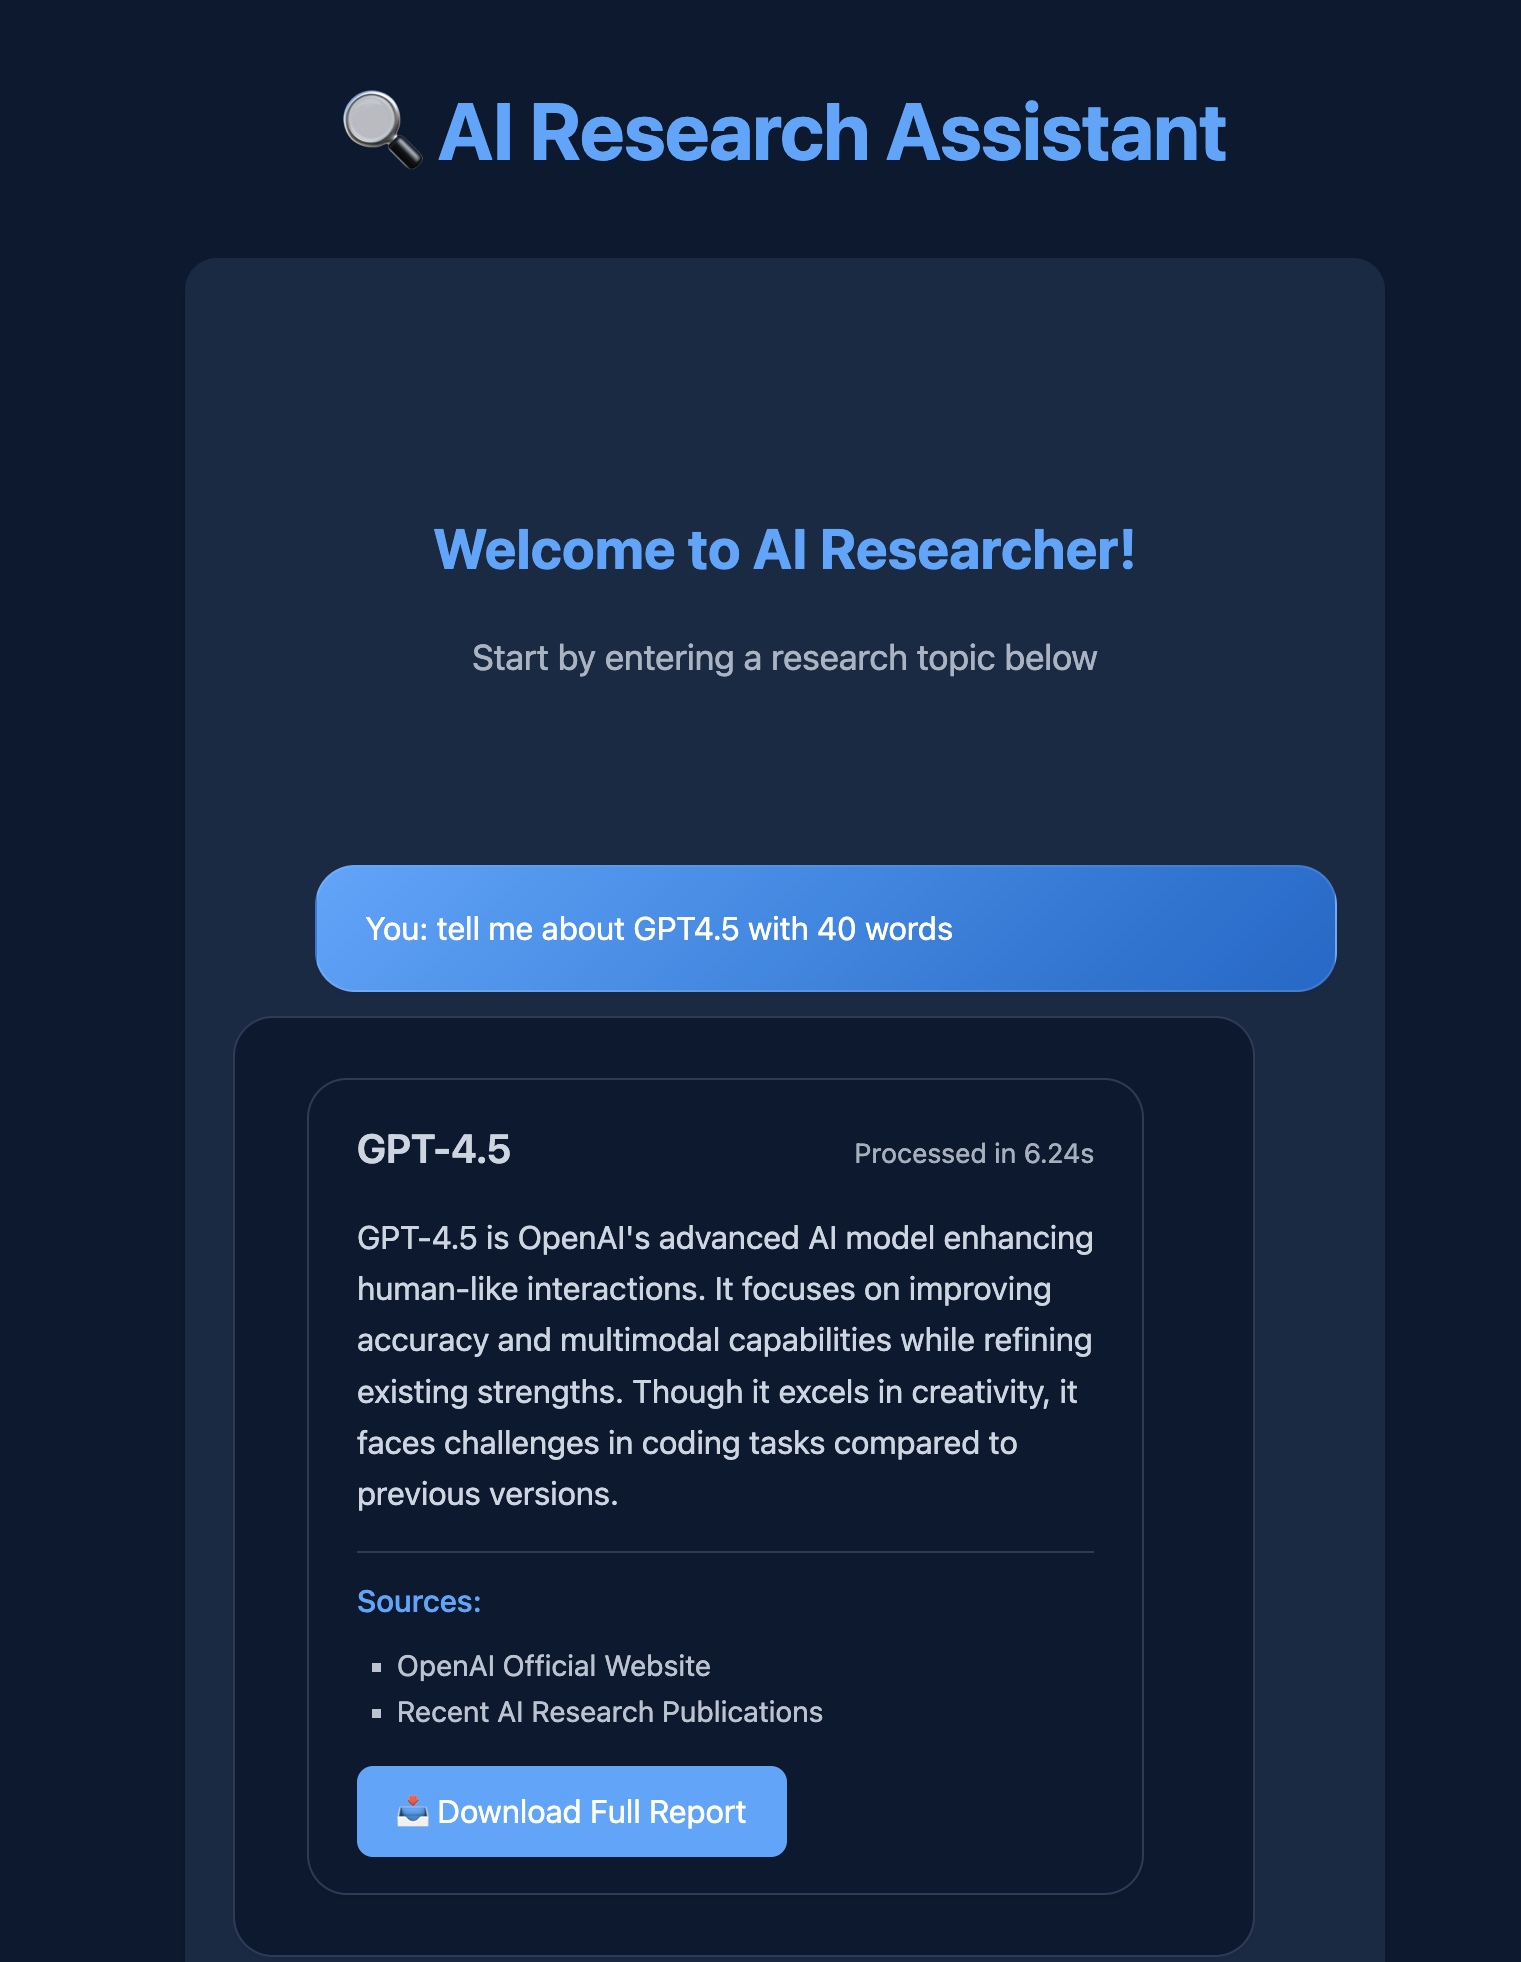 AI Research Assistant
Welcome to AI Researcher!
Start by entering a research topic below
You: tell me about GPT4.5 with 40 words
GPT-4.5
Processed in 6.24s
GPT-4.5 is OpenAI's advanced AI model enhancing
human-like interactions. It focuses on improving
accuracy and multimodal capabilities while refining
existing strengths. Though it excels in creativity, it
faces challenges in coding tasks compared to
previous versions.
Sources:
OpenAI Official Website
Recent AI Research Publications
Download Full Report